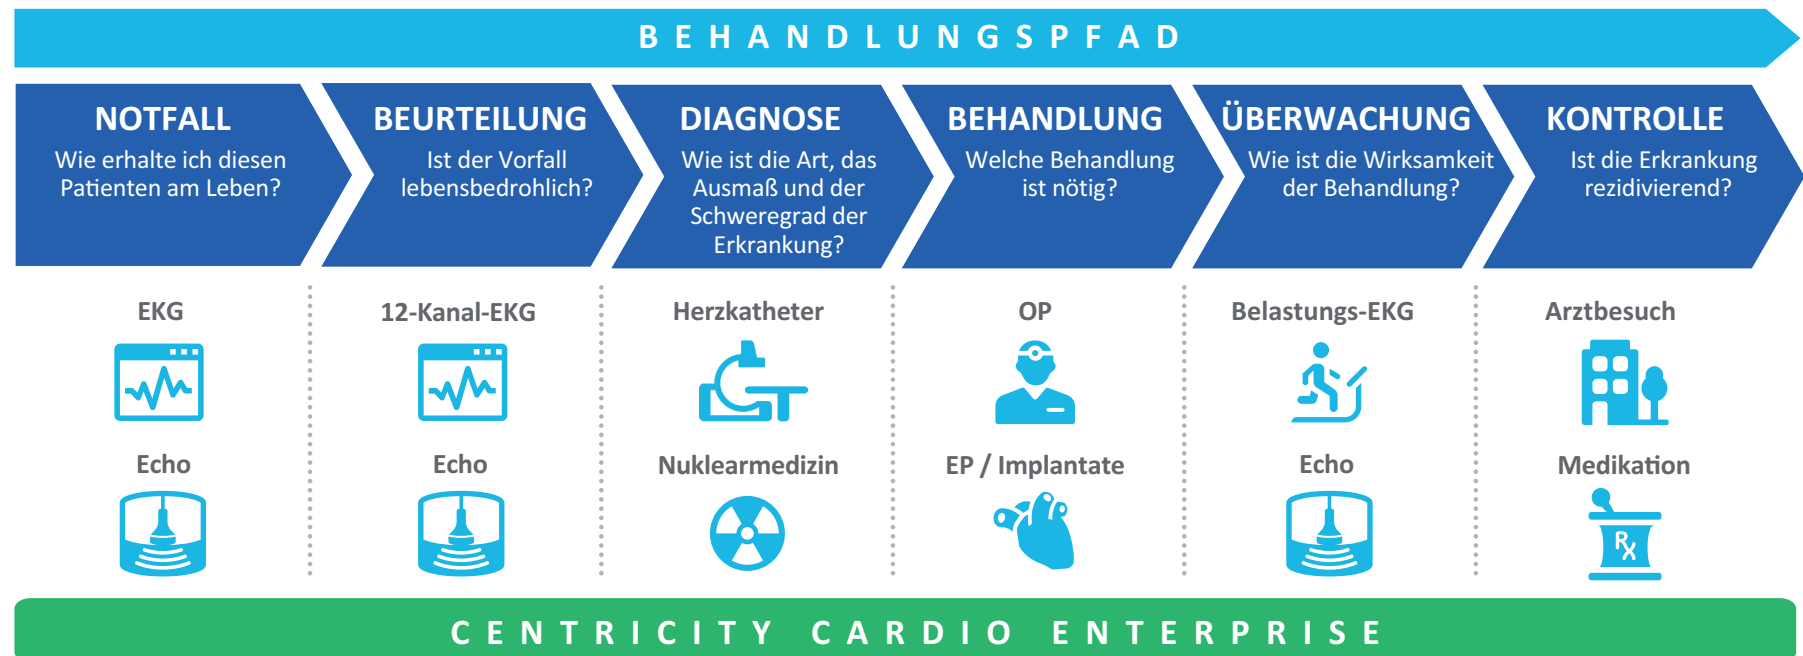 BEHANDLUNGSPFAD
NOTFALL
Wie erhalte ich diesen
Patienten am Leben?
BEURTEILUNG
Ist der Vorfall
lebensbedrohlich?
DIAGNOSE
Wie ist die Art, das
Ausmaß und der
Schweregrad der
Erkrankung?
BEHANDLUNG
Welche Behandlung
ist nötig?
ÜBERWACHUNG
Wie ist die Wirksamkeit
der Behandlung?
KONTROLLE
Ist die Erkrankung
rezidivierend?
EKG
12-Kanal-EKG
Herzkatheter
OP
Belastungs-EKG
Arztbesuch
Echo
Echo
Nuklearmedizin
EP / Implantate
Echo
Medikation
Rx
CENTRICITY CARDIO ENTERPRISE